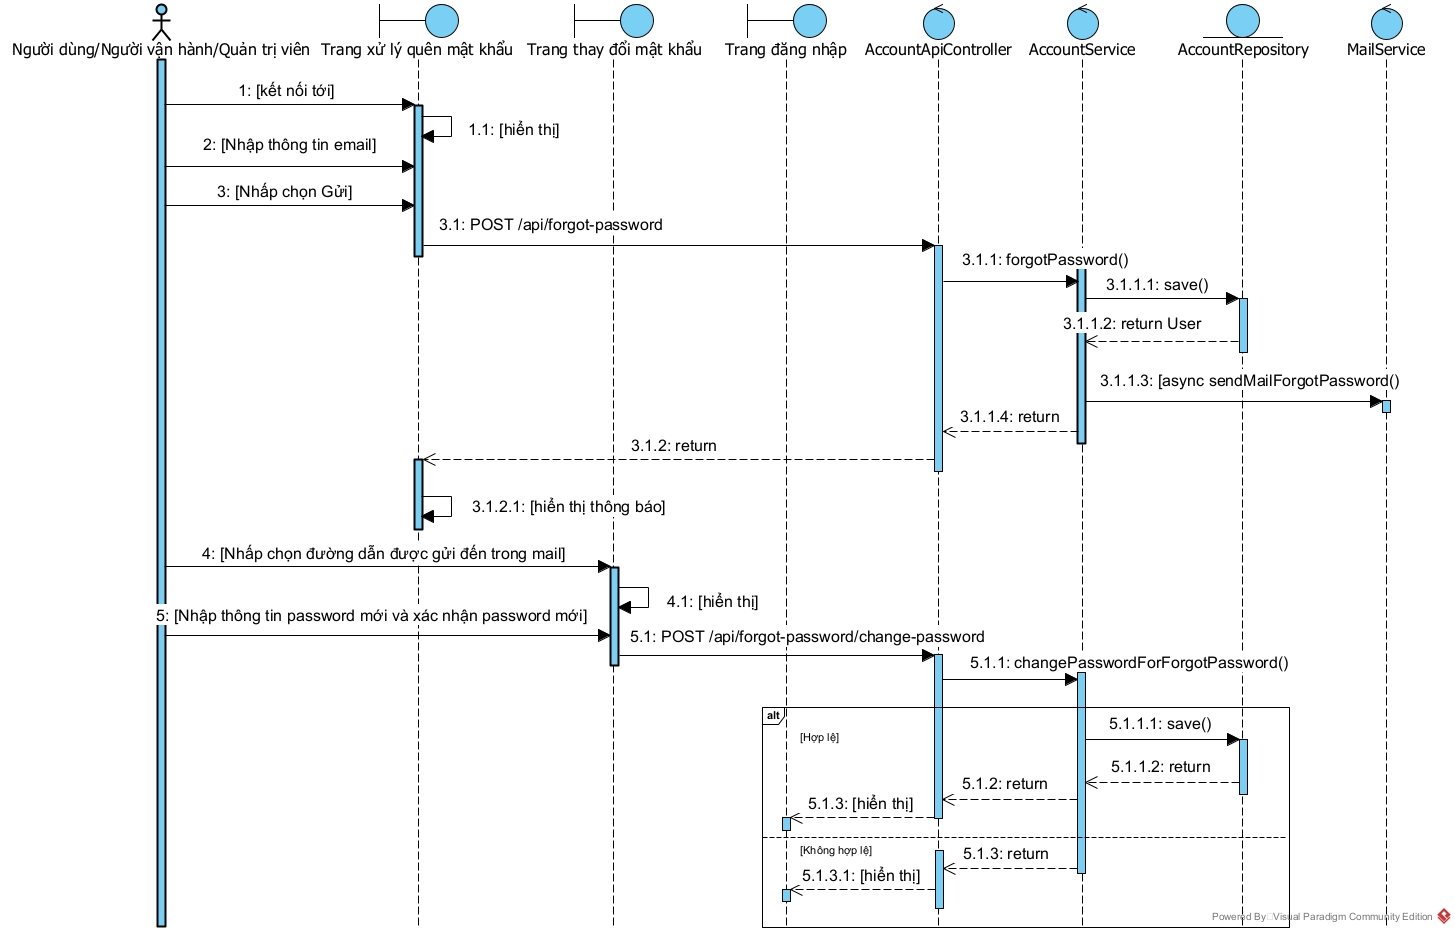 Người dùng/Người vận hành/Quản trị viên
Trang xử lý quên mật khẩu
Trang thay đổi mật khẩu
Trang đăng nhập
AccountApiController
AccountService
AccountRepository
MailService
1: [kết nối tới]
1.1: [hiển thị]
2: [Nhập thông tin email]
3: [Nhấp chọn Gửi]
3.1: POST /api/forgot-password
3.1.1: forgotPassword()
3.1.1.1: save()
3.1.1.2: return User
3.1.1.3: [async sendMailForgotPassword()
3.1.1.4: return
3.1.2: return
3.1.2.1: [hiển thị thông báo]
4: [Nhấp chọn đường dẫn được gửi đến trong mail]
4.1: [hiển thị]
5: [Nhập thông tin password mới và xác nhận password mới]
5.1: POST /api/forgot-password/change-password
5.1.1: changePasswordForForgotPassword()
alt
[Hợp lệ]
5.1.1.1: save()
5.1.1.2: return
5.1.2: return
5.1.3: [hiển thị]
[Không hợp lệ]
5.1.3: return
5.1.3.1: [hiển thị]
Powered By Visual Paradigm Community Edition